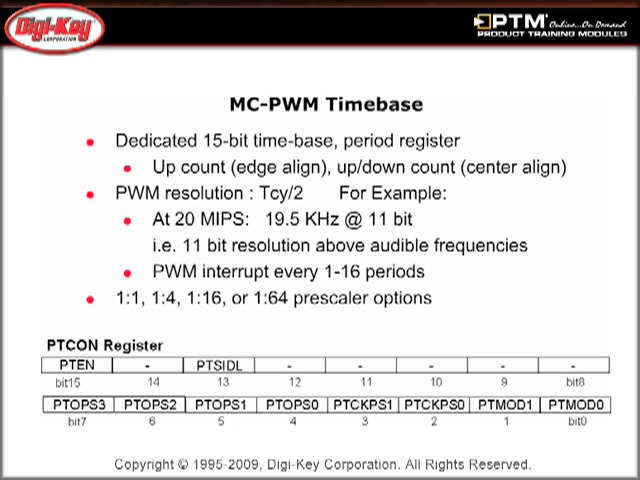 Digi-Key
CORPORATION
PTM Online...On Demand
PRODUCT TRAINING MODULES
MC-PWM Timebase
Dedicated 15-bit time-base, period register
Up count (edge align), up/down count (center align)
PWM resolution : Tcy/2 For Example:
At 20 MIPS: 19.5 KHz @ 11 bit
i.e. 11 bit resolution above audible frequencies
PWM interrupt every 1-16 periods
1:1, 1:4, 1:16, or 1:64 prescaler options
PTCON Register
PTEN - PTSIDL - - - - -
bit15 14 13 12 11 10 9 bit8
PTOPS3 PTOPS2 PTOPS1 PTOPS0 PTCKPS1 PTCKPS0 PTMOD1 PTMOD0
bit7 6 5 4 3 2 1 bit0
Copyright © 1995-2009, Digi-Key Corporation. All Rights Reserved.